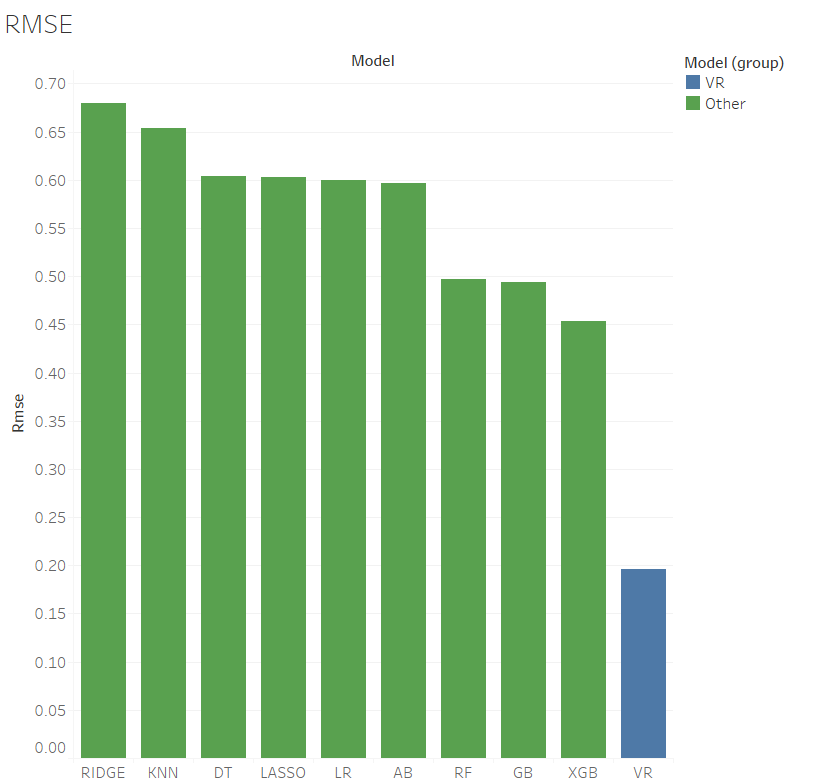 RMSE
Model
Model (group)
VR
Other
0.70
0.65
0.60
0.55
0.50
0.45
0.40
0.35
0.30
0.25
0.20
0.15
0.10
0.05
0.00
Rmse
RIDGE KNN DT LASSO LR AB RF GB XGB VR